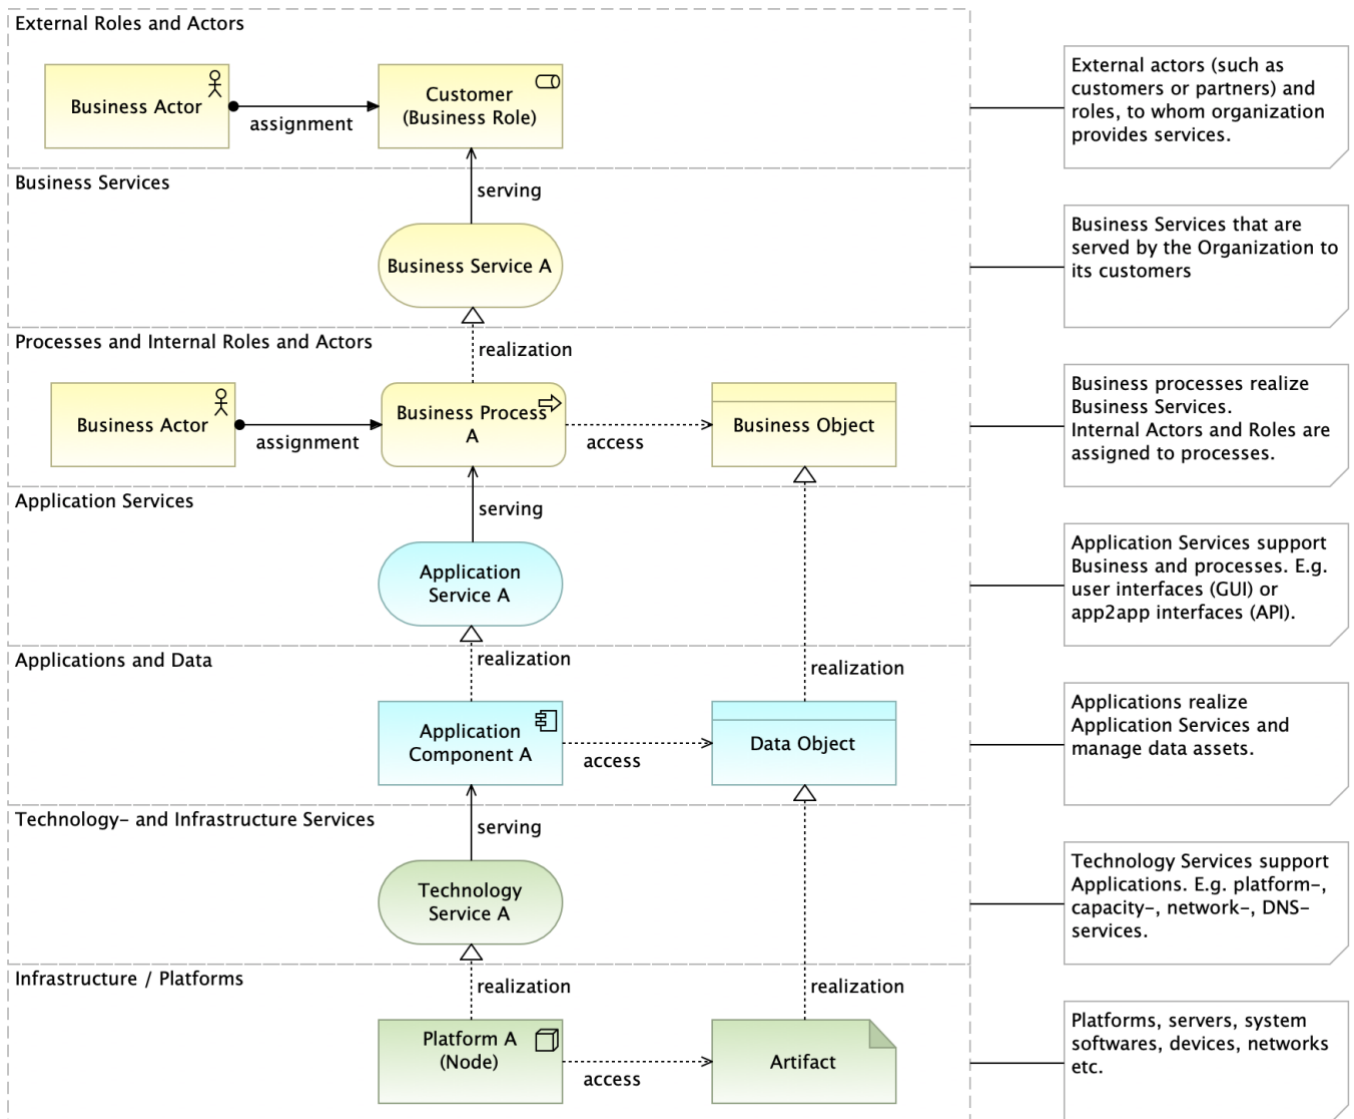 External Roles and Actors
Business Actor
assignment
Customer
(Business Role)
External actors (such as
customers or partners) and
roles, to whom organization
provides services.
serving
Business Services
Business Service A
Business Services that are
served by the Organization to
its customers
realization
Processes and Internal Roles and Actors
Business Actor
assignment
Business Process
A
access
Business Object
Business processes realize
Business Services.
Internal Actors and Roles are
assigned to processes.
serving
Application Services
Application
Service A
Application Services support
Business and processes. E.g.
user interfaces (GUI) or
app2app interfaces (API).
realization
realization
Applications and Data
Application
Component A
access
Data Object
Applications realize
Application Services and
manage data assets.
serving
Technology- and Infrastructure Services
Technology
Service A
Technology Services support
Applications. E.g. platform-,
capacity-, network-, DNS-
services.
realization
realization
Infrastructure / Platforms
Platform A
(Node)
access
Artifact
Platforms, servers, system
softwares, devices, networks
etc.